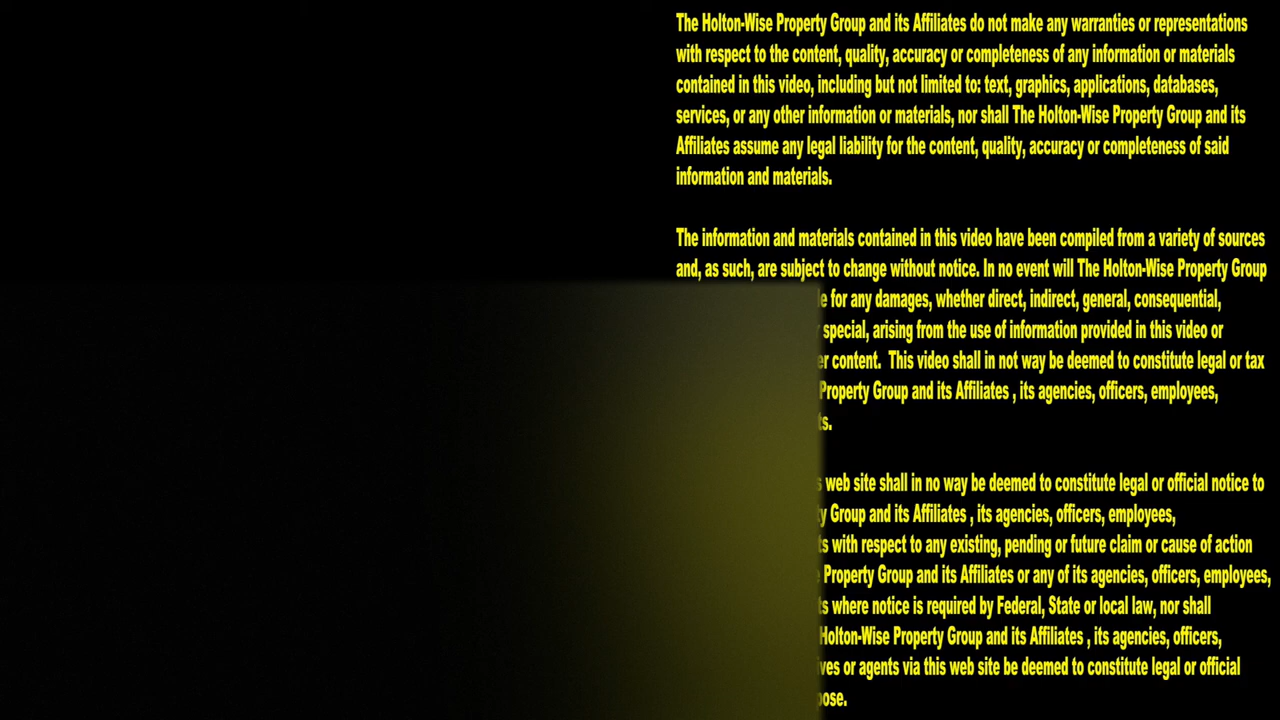 The Holton-Wise Property Group and its Affiliates do not make any warranties or representations
with respect to the content, quality, accuracy or completeness of any information or materials
contained in this video, including but not limited to: text, graphics, applications, databases,
services, or any other information or materials, nor shall The Holton-Wise Property Group and its
Affiliates assume any legal liability for the content, quality, accuracy or completeness of said
information and materials.
The information and materials contained in this video have been compiled from a variety of sources
and, as such, are subject to change without notice. In no event will The Holton-Wise Property Group
for any damages, whether direct, indirect, general, consequential,
special, arising from the use of information provided in this video or
content. This video shall in not way be deemed to constitute legal or tax
Property Group and its Affiliates , its agencies, officers, employees,
web site shall in no way be deemed to constitute legal or official notice to
Group and its Affiliates , its agencies, officers, employees,
with respect to any existing, pending or future claim or cause of action
Property Group and its Affiliates or any of its agencies, officers, employees,
where notice is required by Federal, State or local law, nor shall
Holton-Wise Property Group and its Affiliates , its agencies, officers,
or agents via this web site be deemed to constitute legal or official